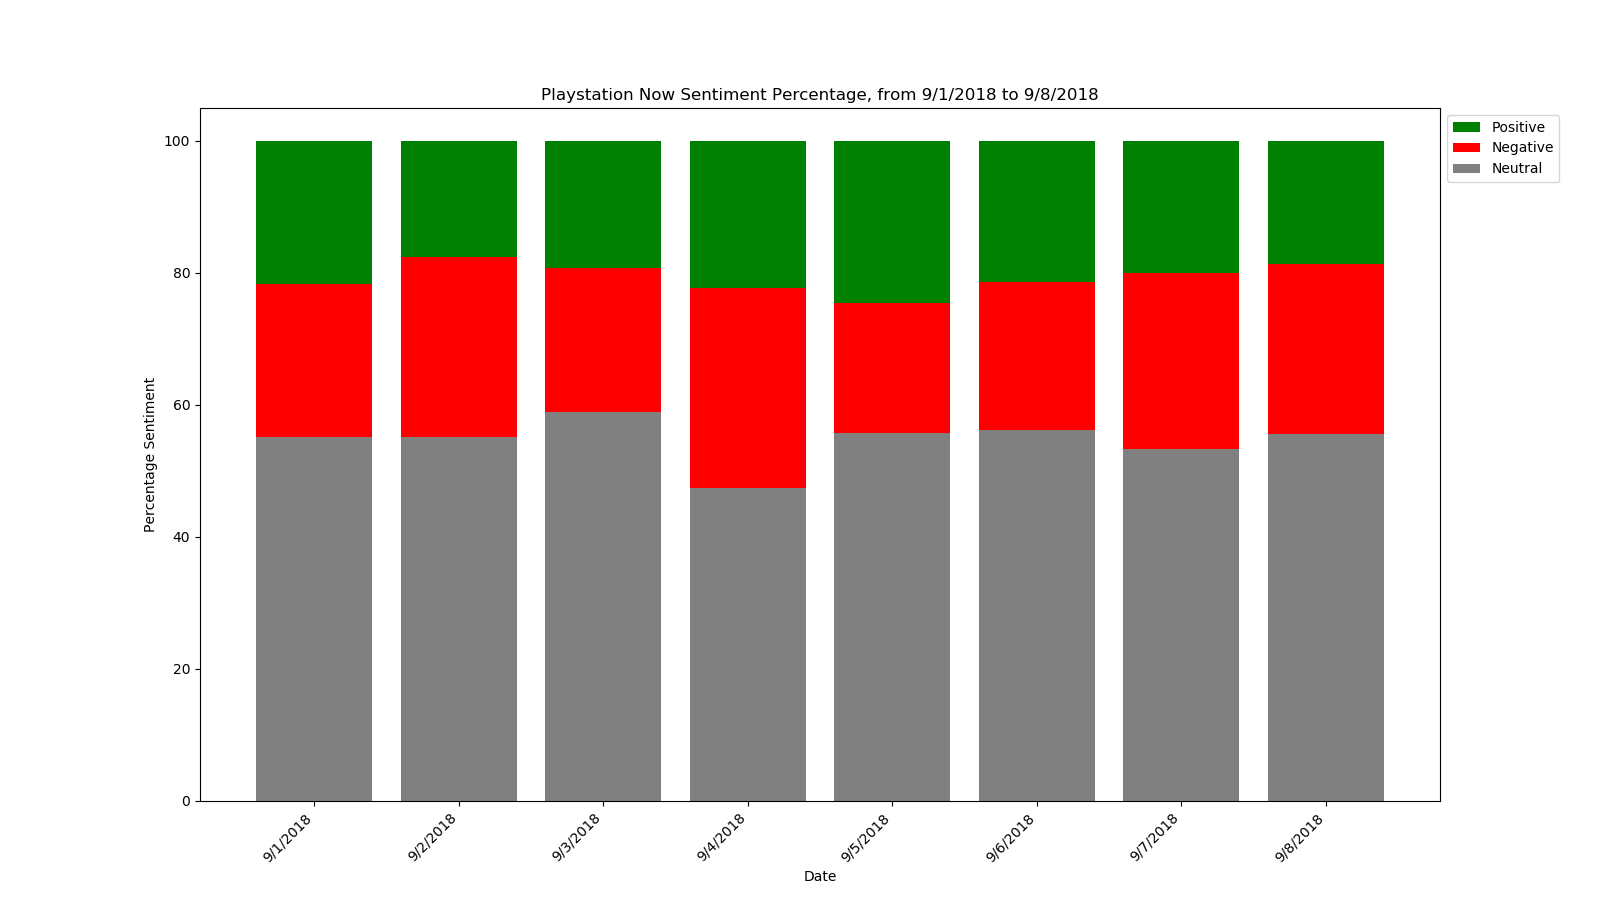 Playstation Now Sentiment Percentage, from 9/1/2018 to 9/8/2018
Positive
Negative
Neutral
Percentage Sentiment
100
80
60
40
20
0
9/1/2018
9/2/2018
9/3/2018
9/4/2018
9/5/2018
9/6/2018
9/7/2018
9/8/2018
Date